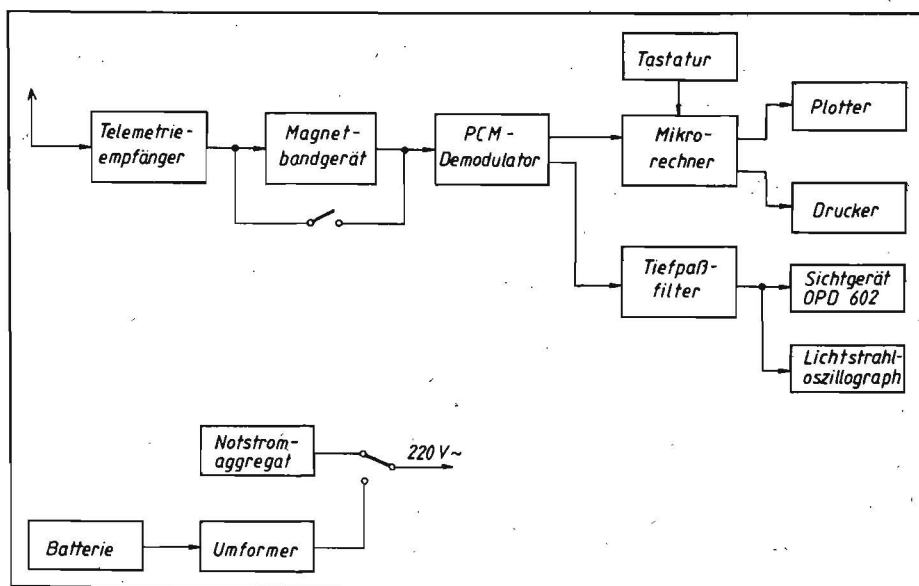 Tastatur
Telemetrie-
empfänger
Magnet-
bandgerät
PCM-
Demodulator
Mikro-
rechner
Plotter
Drucker
Tiefpaß-
filter
Sichtgerät
OPD 602
Lichtstrahl-
oszillograph
Notstrom-
aggregat
220 V~
Batterie
Umformer